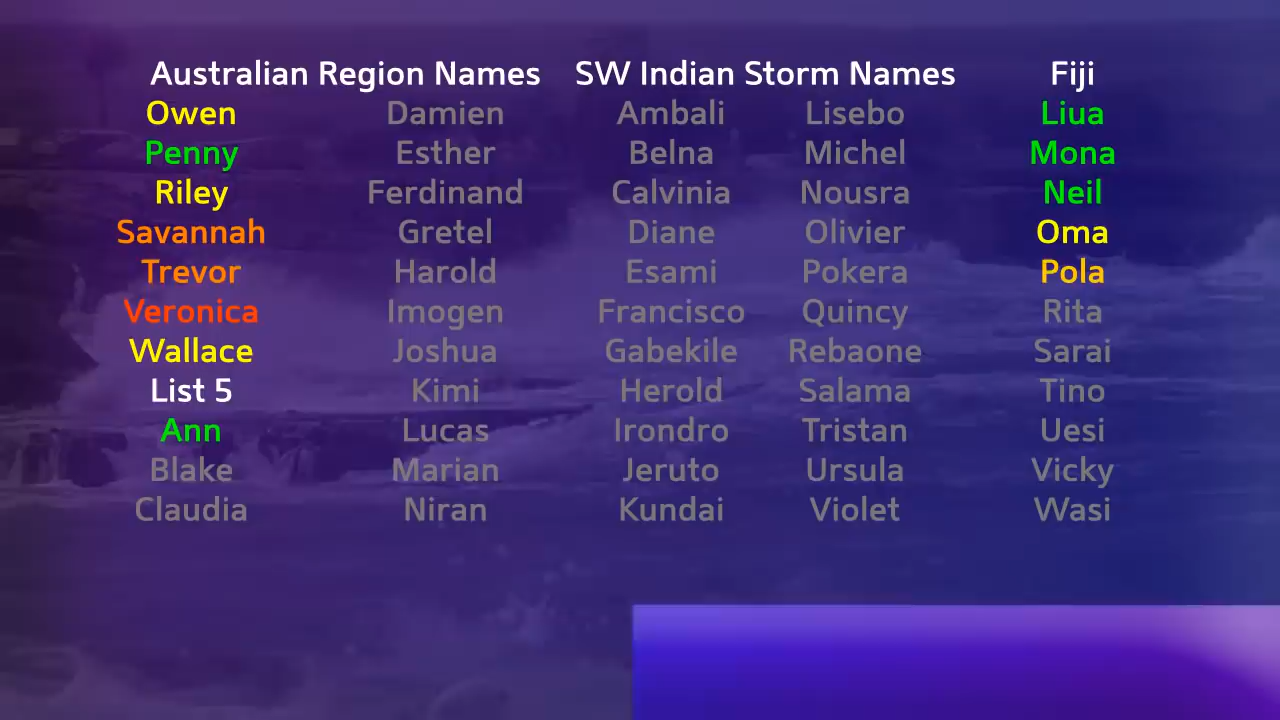 Australian Region Names SW Indian Storm Names Fiji
Owen Damien Ambali Lisebo Liua
Penny Esther Belna Michel Mona
Riley Ferdinand Calvinia Nousra Neil
Savannah Gretel Diane Olivier Oma
Trevor Harold Esami Pokera Pola
Veronica Imogen Francisco Quincy Rita
Wallace Joshua Gabekile Rebaone Sarai
List 5 Kimi Herold Salama Tino
Ann Lucas Irondro Tristan Uesi
Blake Marian Jeruto Ursula Vicky
Claudia Niran Kundai Violet Wasi